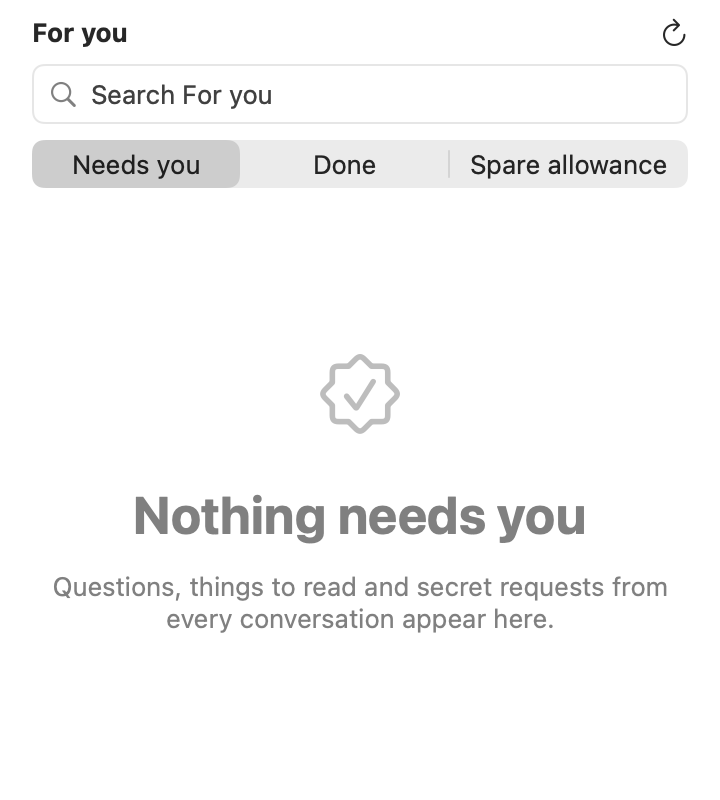 For you
Search For you
Needs you Done Spare allowance
Nothing needs you
Questions, things to read and secret requests from
every conversation appear here.